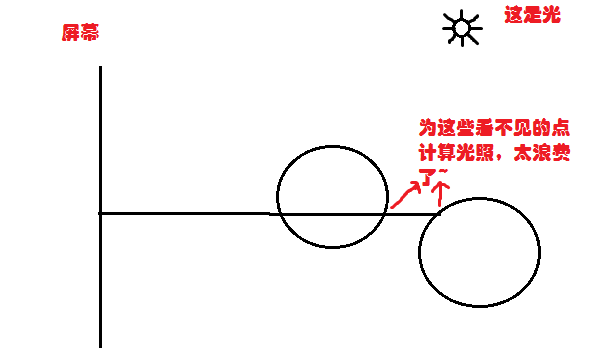 屏幕
这是光
为这些看不见的点
计算光照，太浪费
了~